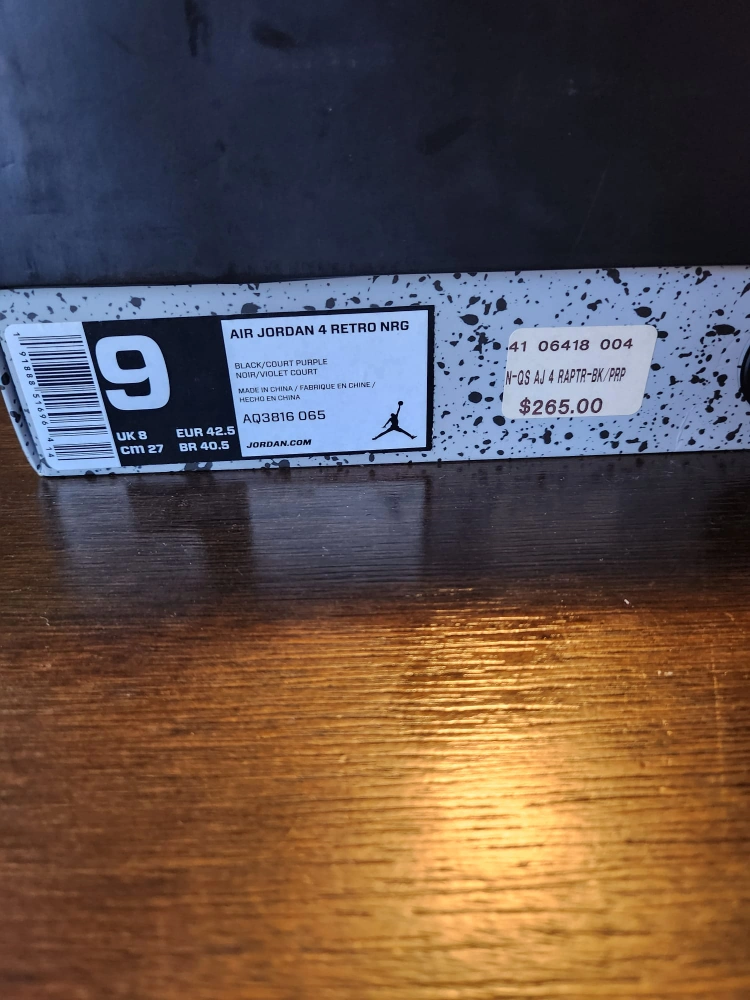 9
UK 8 EUR 42.5
CM 27 BR 40.5
AIR JORDAN 4 RETRO NRG
BLACK/COURT PURPLE
NOIR/VIOLET COURT
MADE IN CHINA / FABRIQUE EN CHINE /
HECHO EN CHINA
AQ3816 065
JORDAN.COM
41 06418 004
N-QS AJ 4 RAPTR-BK/PRP
$265.00